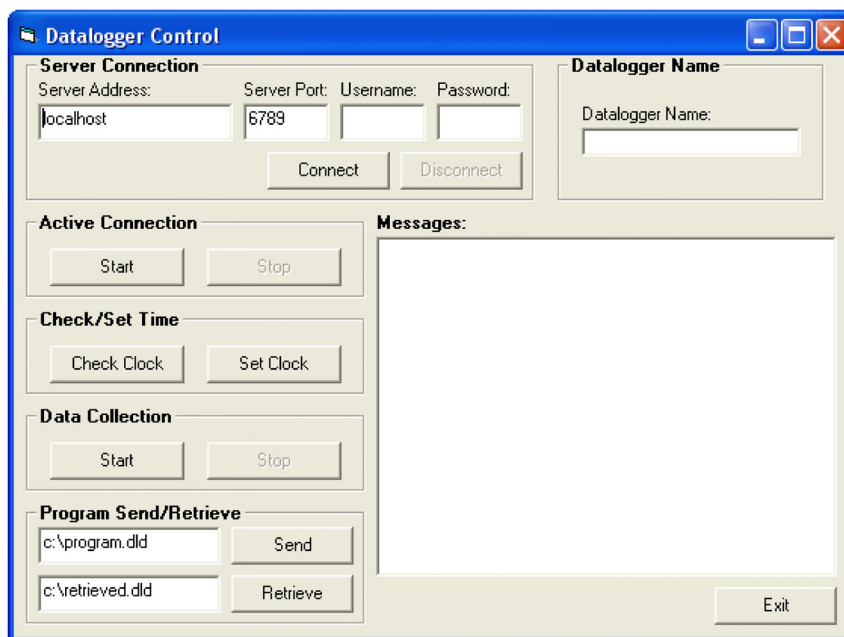 Datalogger Control
Server Connection
Server Address: Server Port: Username: Password:
localhost 6789
Connect Disconnect
Datalogger Name
Datalogger Name:
Active Connection
Start Stop
Check/Set Time
Check Clock Set Clock
Data Collection
Start Stop
Program Send/Retrieve
c:\program.dld Send
c:\retrieved.dld Retrieve
Messages:
Exit